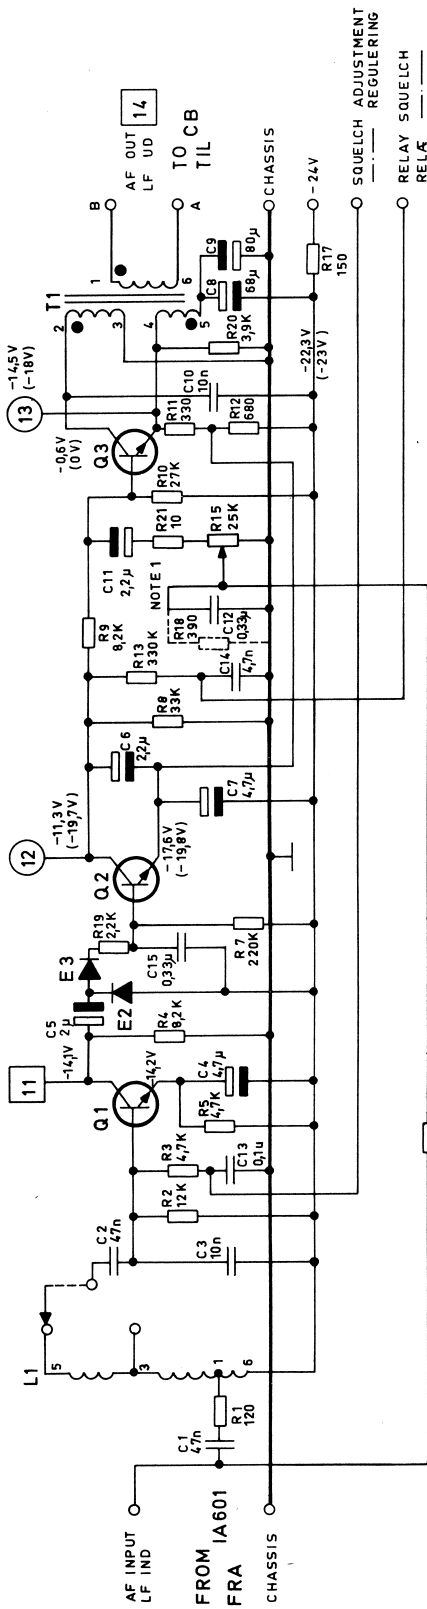 AF INPUT
LF IND
FROM IA601
FRA
CHASSIS
C1
47n
R1
120
L1
5
3
1
6
C2
47n
C3
10n
R2
12K
R3
4,7K
C13
0,1u
Q1
11
-14,1V
-14,2V
R5
4,7K
C4
4,7µ
R4
8,2K
C5
2µ
E2
E3
R19
2,2K
C15
0,33µ
R7
220K
Q2
12
-11,3V
(-19,7V)
-17,6V
(-19,8V)
C6
2,2µ
C7
4,7µ
R8
33K
R13
330K
C14
4,7n
R9
8,2K
R18
390
C12
0,33µ
NOTE 1
C11
2,2µ
R21
10
R15
25K
R10
27K
Q3
-0,6V
(0V)
13
-14,5V
(-18V)
R11
330
R12
680
C10
10n
R20
3,9K
T1
2
3
4
5
1
6
C8
68µ
C9
80µ
R17
150
-22,3V
(-23V)
B
A
AF OUT
LF UD
14
TO CB
TIL
CHASSIS
-24V
SQUELCH ADJUSTMENT
—·— REGULERING
RELAY SQUELCH
RELÆ —·—